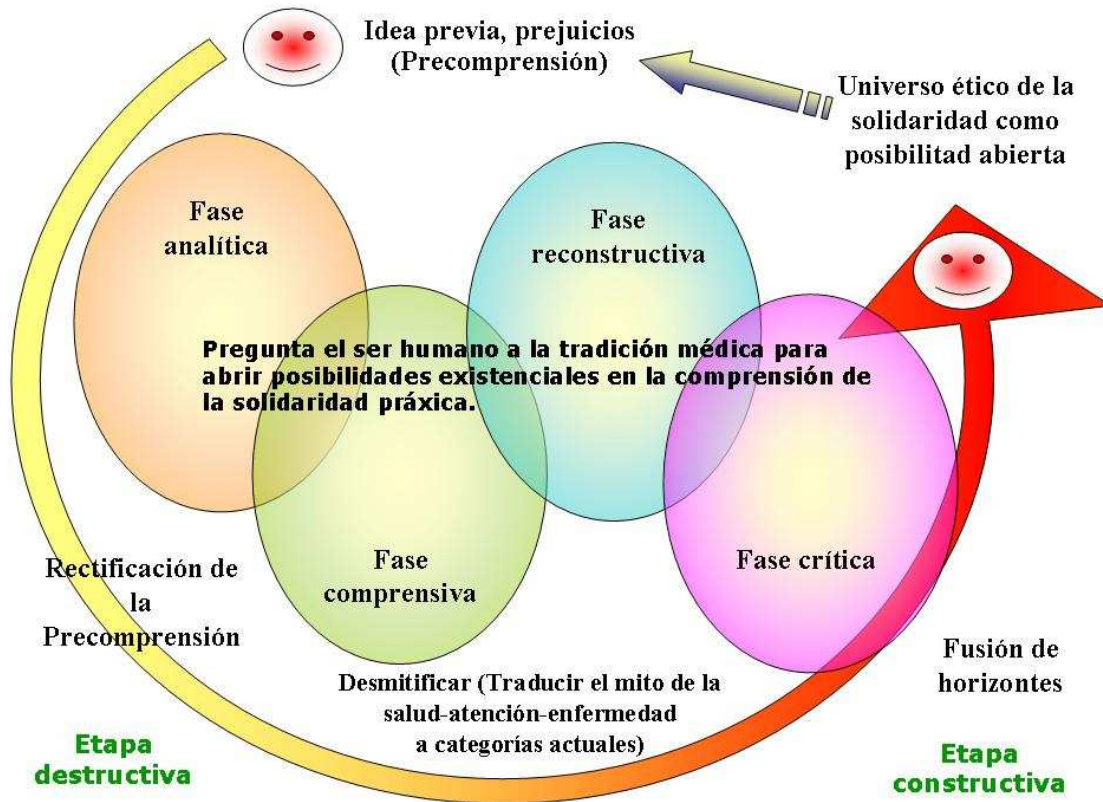 Idea previa, prejuicios
(Precomprensión)
Universo ético de la
solidaridad como
posibilitad abierta
Fase
analítica
Fase
reconstructiva
Pregunta el ser humano a la tradición médica para
abrir posibilidades existenciales en la comprensión de
la solidaridad práxica.
Fase
comprensiva
Fase crítica
Rectificación de
la
Precomprensión
Desmitificar (Traducir el mito de la
salud-atención-enfermedad
a categorías actuales)
Fusión de
horizontes
Etapa
destructiva
Etapa
constructiva